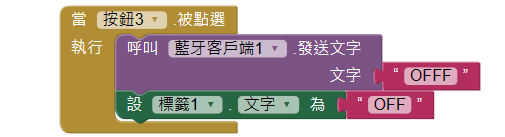 當 按鈕3 .被點選
執行 呼叫 藍牙客戶端1 .發送文字
文字 “ OFFF ”
設 標籤1 . 文字 為 “ OFF ”